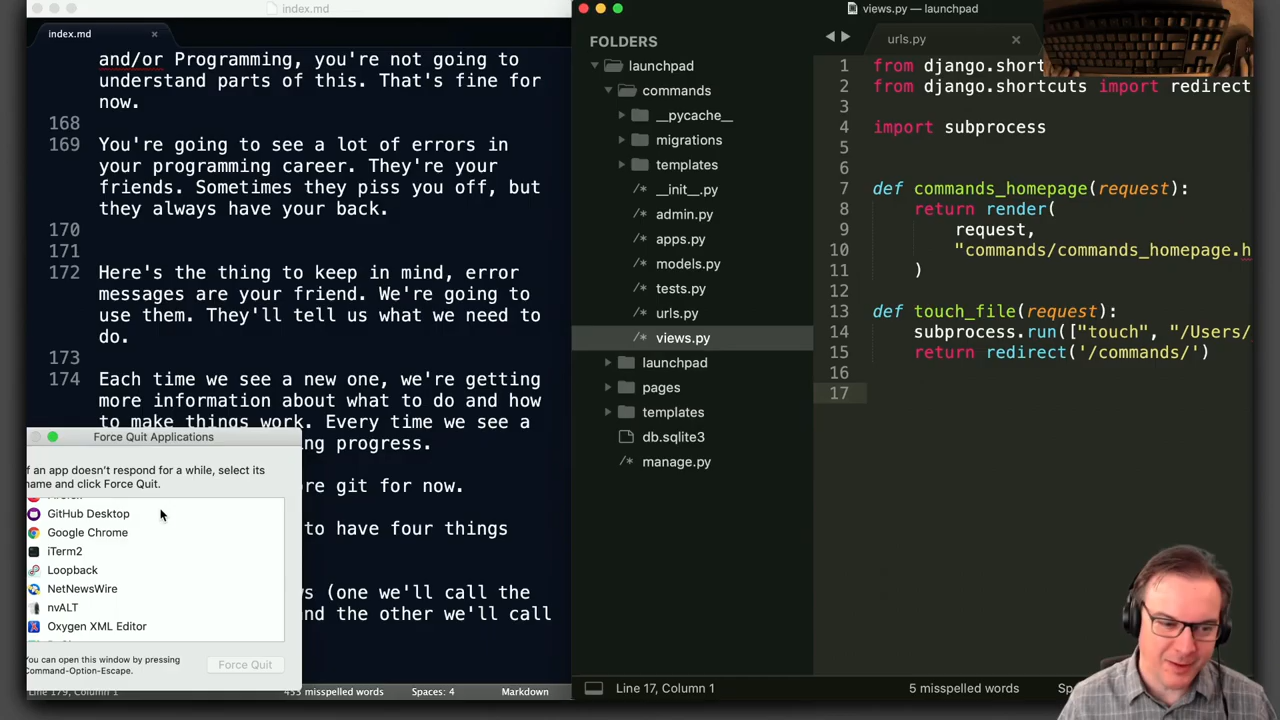 index.md
index.md
and/or Programming, you're not going to
understand parts of this. That's fine for
now.
168
169 You're going to see a lot of errors in
your programming career. They're your
friends. Sometimes they piss you off, but
they always have your back.
170
171
172 Here's the thing to keep in mind, error
messages are your friend. We're going to
use them. They'll tell us what we need to
do.
173
174 Each time we see a new one, we're getting
more information about what to do and how
to make things work. Every time we see a
ng progress.
re git for now.
to have four things
s (one we'll call the
nd the other we'll call
Force Quit Applications
f an app doesn't respond for a while, select its
name and click Force Quit.
GitHub Desktop
Google Chrome
iTerm2
Loopback
NetNewsWire
nvALT
Oxygen XML Editor
You can open this window by pressing
Command-Option-Escape.
Force Quit
Line 179, Column 1
misspelled words
Spaces: 4
Markdown
views.py — launchpad
FOLDERS
launchpad
commands
__pycache__
migrations
templates
/* __init__.py
/* admin.py
/* apps.py
/* models.py
/* tests.py
/* urls.py
/* views.py
launchpad
pages
templates
db.sqlite3
/* manage.py
urls.py
1 from django.short
2 from django.shortcuts import redirect
3
4 import subprocess
5
6
7 def commands_homepage(request):
8 return render(
9 request,
10 "commands/commands_homepage.h
11 )
12
13 def touch_file(request):
14 subprocess.run(["touch", "/Users/
15 return redirect('/commands/')
16
17
Line 17, Column 1
5 misspelled words
Sp